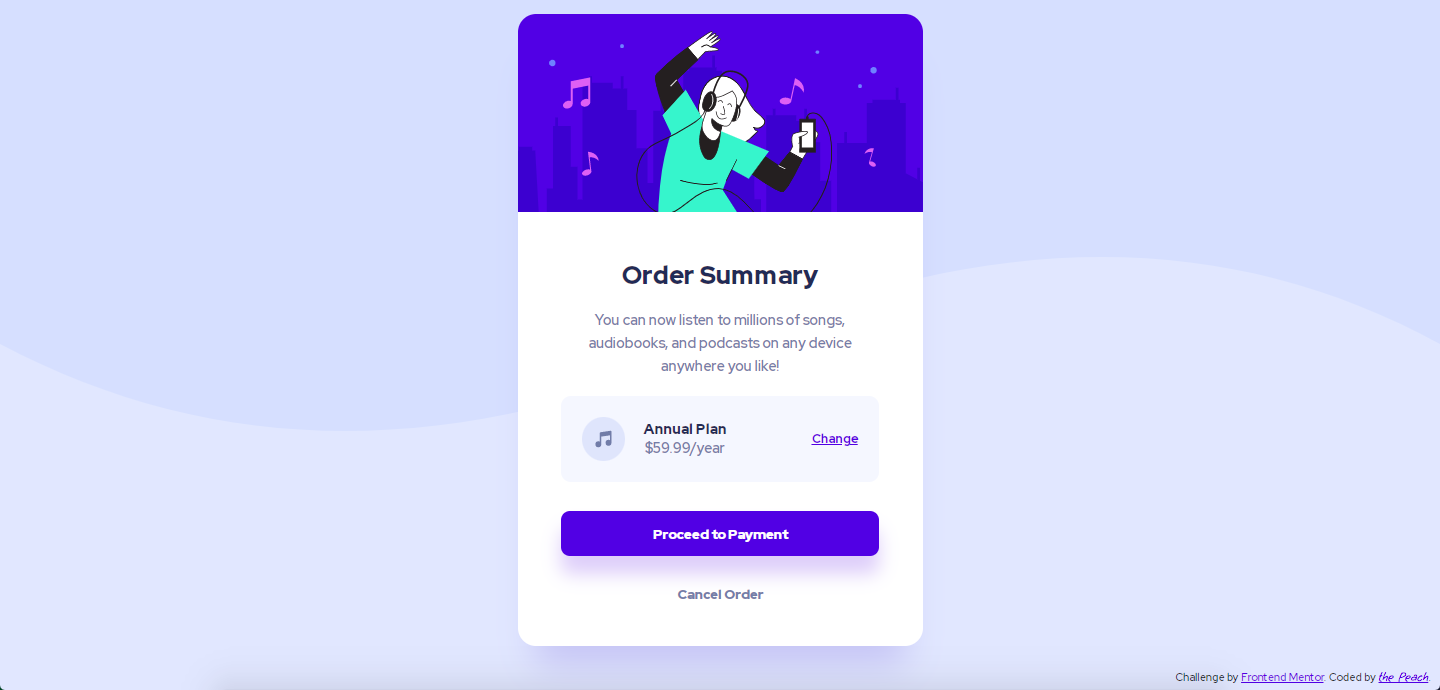 Order Summary
You can now listen to millions of songs,
audiobooks, and podcasts on any device
anywhere you like!
Annual Plan
$59.99/year
Change
Proceed to Payment
Cancel Order
Challenge by Frontend Mentor. Coded by the Peach.